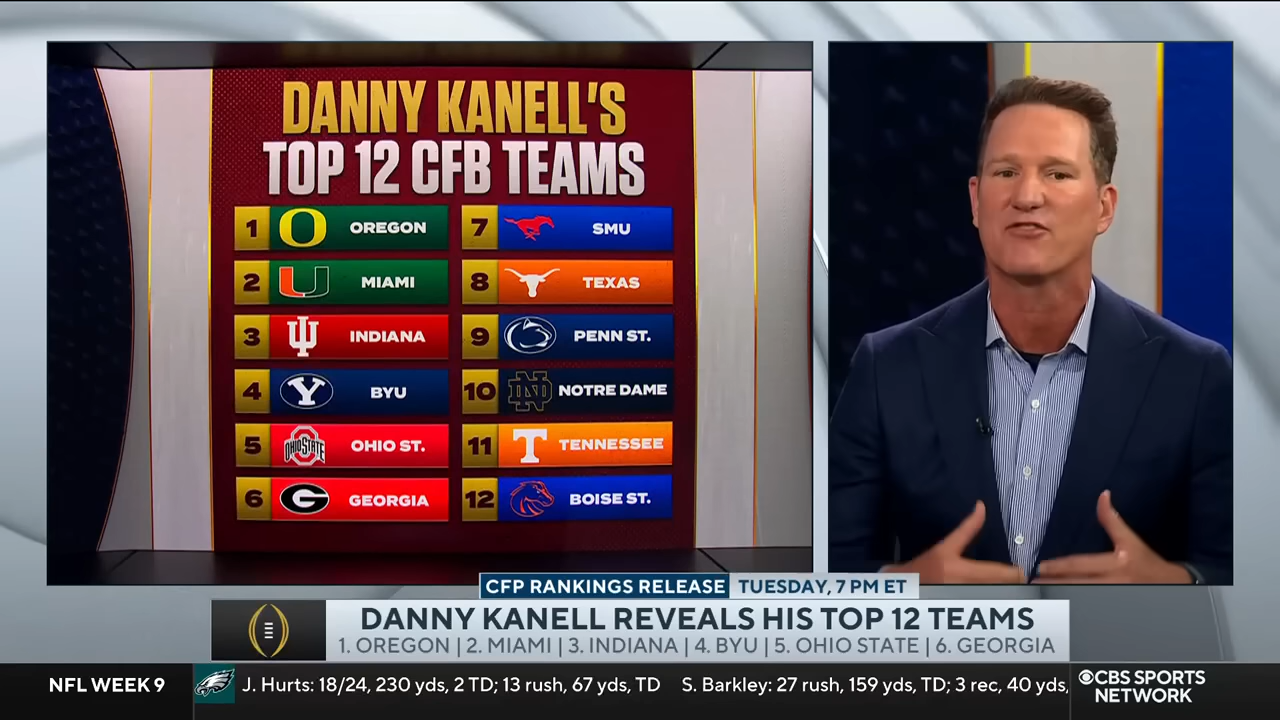 DANNY KANELL'S
TOP 12 CFB TEAMS
1 OREGON
2 MIAMI
3 INDIANA
4 BYU
5 OHIO STATE OHIO ST.
6 G GEORGIA
7 SMU
8 TEXAS
9 PENN ST.
10 ND NOTRE DAME
11 T TENNESSEE
12 BOISE ST.
CFP RANKINGS RELEASE TUESDAY, 7 PM ET
DANNY KANELL REVEALS HIS TOP 12 TEAMS
1. OREGON | 2. MIAMI | 3. INDIANA | 4. BYU | 5. OHIO STATE | 6. GEORGIA
NFL WEEK 9 J. Hurts: 18/24, 230 yds, 2 TD; 13 rush, 67 yds, TD S. Barkley: 27 rush, 159 yds, TD; 3 rec, 40 yds,
CBS SPORTS
NETWORK